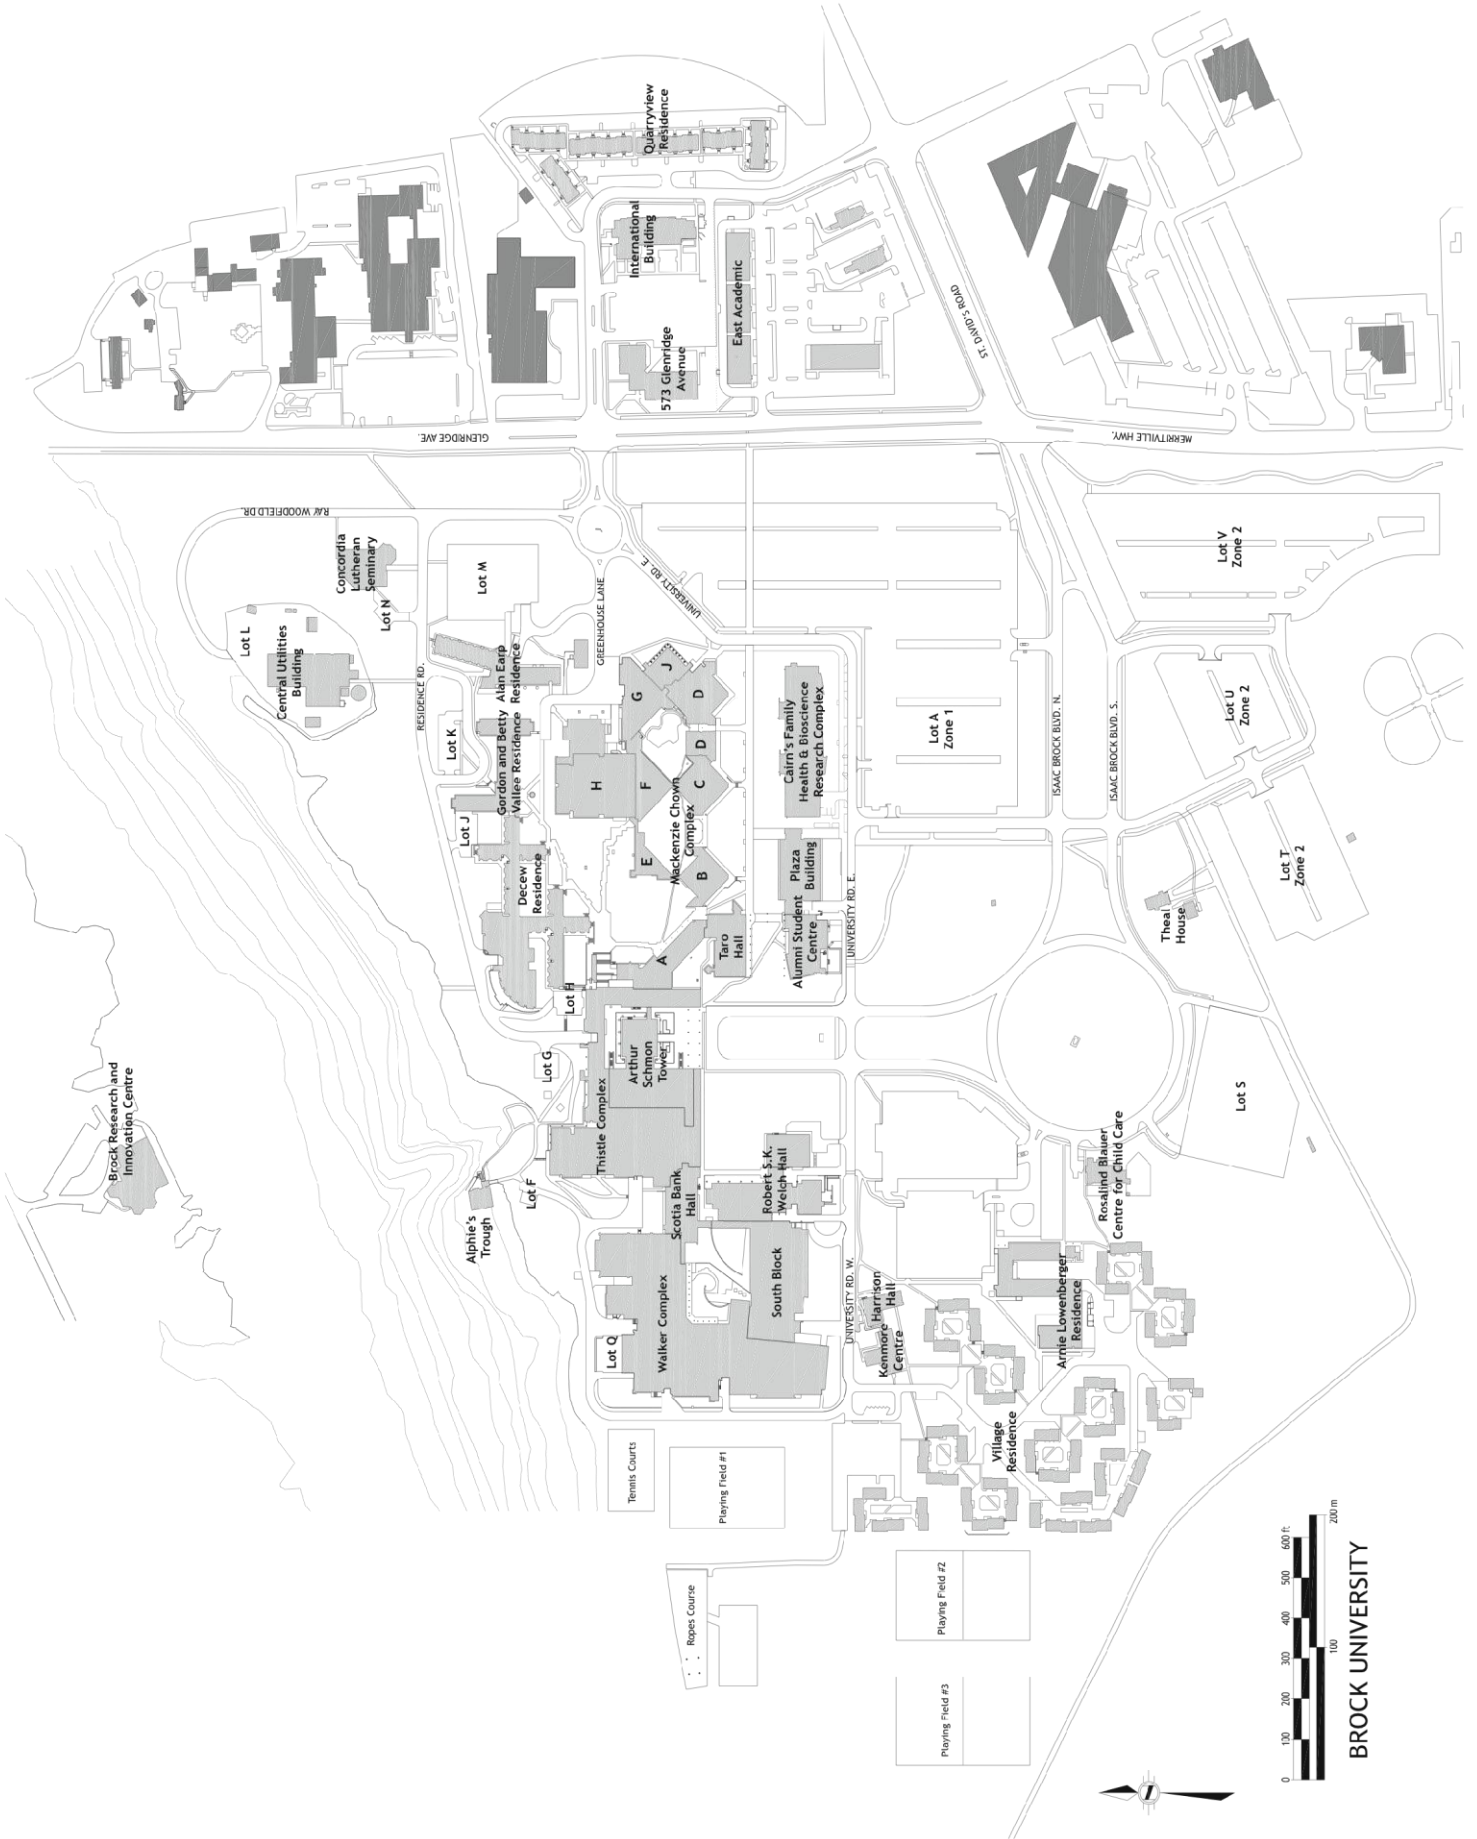 Quarryview
Residence
International
Building
East Academic
573 Glenridge
Avenue
ST. DAVID'S ROAD
GLENRIDGE AVE.
MERRITVILLE HWY.
RAY WOODFIELD DR.
Concordia
Lutheran
Seminary
Lot N
Lot M
Lot L
Central Utilities
Building
RESIDENCE RD.
GREENHOUSE LANE
UNIVERSITY RD. E.
Alan Earp
Residence
Gordon and Betty
Vallee Residence
Lot K
Lot J
G
J
D
D
H
F
C
E
B
A
Mackenzie Chown
Complex
Cairn's Family
Health & Bioscience
Research Complex
Lot A
Zone 1
ISAAC BROCK BLVD. N.
ISAAC BROCK BLVD. S.
Lot V
Zone 2
Lot U
Zone 2
Lot T
Zone 2
Theal
House
Decew
Residence
Plaza
Building
Alumni Student
Centre
UNIVERSITY RD. E.
Taro
Hall
Lot H
Lot G
Arthur
Schmon
Tower
Thistle Complex
Lot F
Alphie's
Trough
Brock Research and
Innovation Centre
Scotia Bank
Hall
Robert S.K.
Welch Hall
Lot S
Rosalind Blauer
Centre for Child Care
South Block
Walker Complex
Lot Q
UNIVERSITY RD. W.
Harrison
Hall
Kenmore
Centre
Arnie Lowenberger
Residence
Village
Residence
Tennis Courts
Playing Field #1
Ropes Course
Playing Field #2
Playing Field #3
0 100 200 300 400 500 600 ft.
100 200 m
BROCK UNIVERSITY